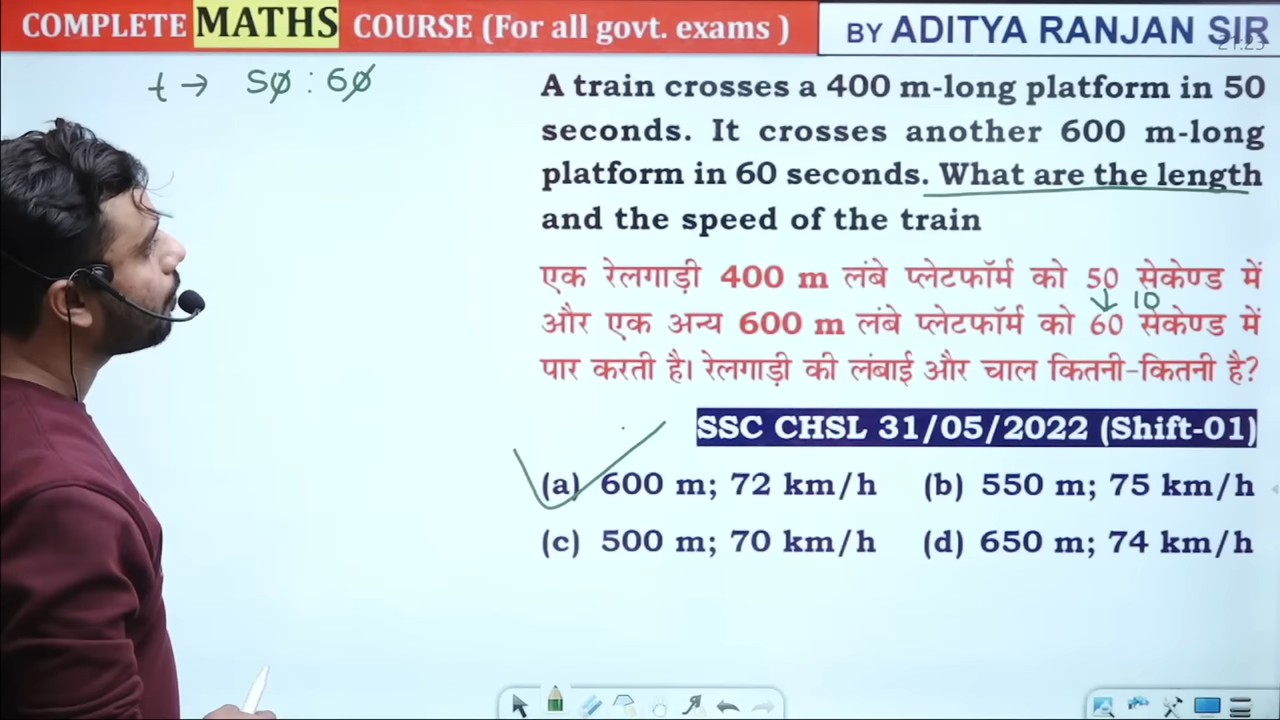 COMPLETE MATHS COURSE (For all govt. exams )
BY ADITYA RANJAN SIR
21:23
t → 50 : 60
A train crosses a 400 m-long platform in 50
seconds. It crosses another 600 m-long
platform in 60 seconds. What are the length
and the speed of the train
एक रेलगाड़ी 400 m लंबे प्लेटफॉर्म को 50 सेकेण्ड में
↓ 10
और एक अन्य 600 m लंबे प्लेटफॉर्म को 60 सेकेण्ड में
पार करती है। रेलगाड़ी की लंबाई और चाल कितनी-कितनी है?
SSC CHSL 31/05/2022 (Shift-01)
(a) 600 m; 72 km/h (b) 550 m; 75 km/h
(c) 500 m; 70 km/h (d) 650 m; 74 km/h